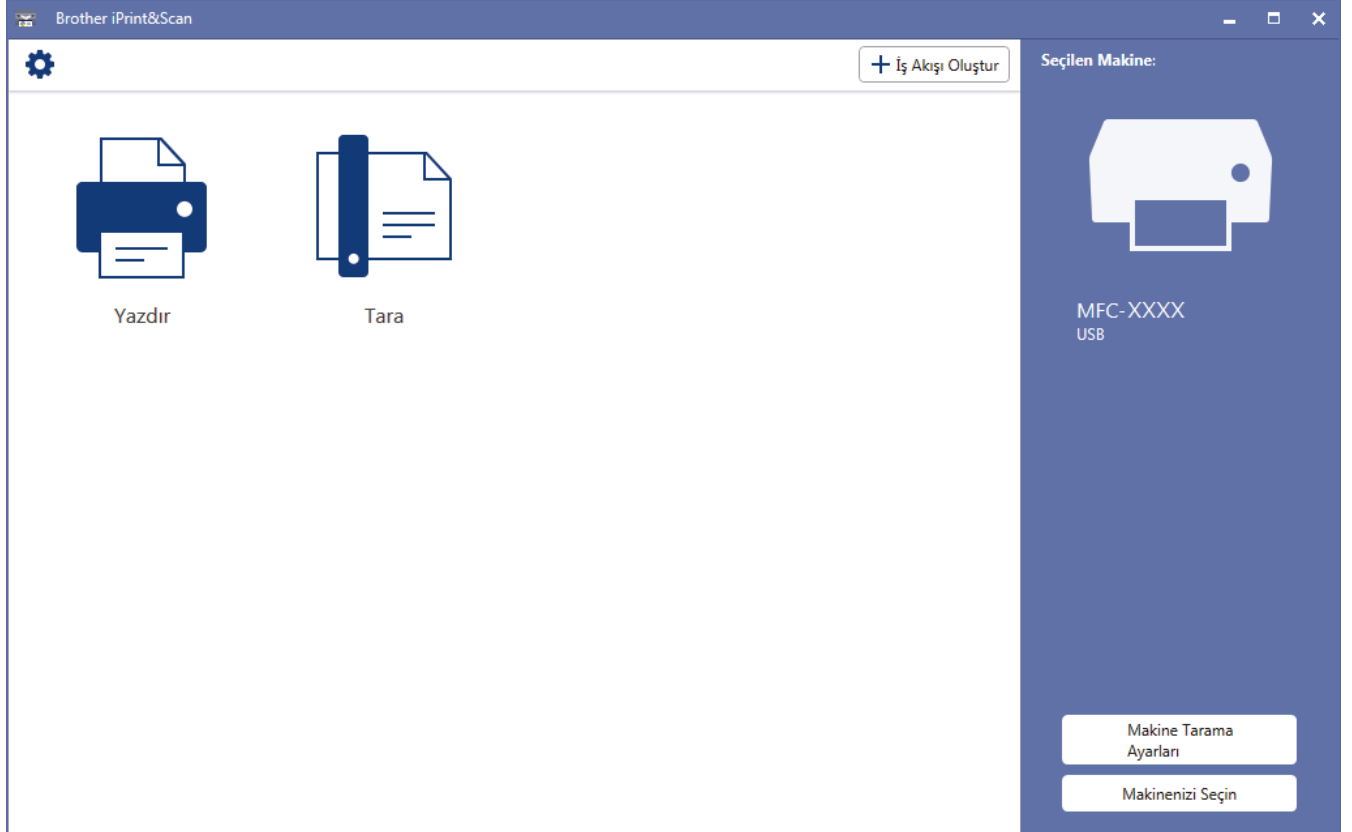 Brother iPrint&Scan
İş Akışı Oluştur
Seçilen Makine:
Yazdır
Tara
MFC-XXXX
USB
Makine Tarama
Ayarları
Makinenizi Seçin